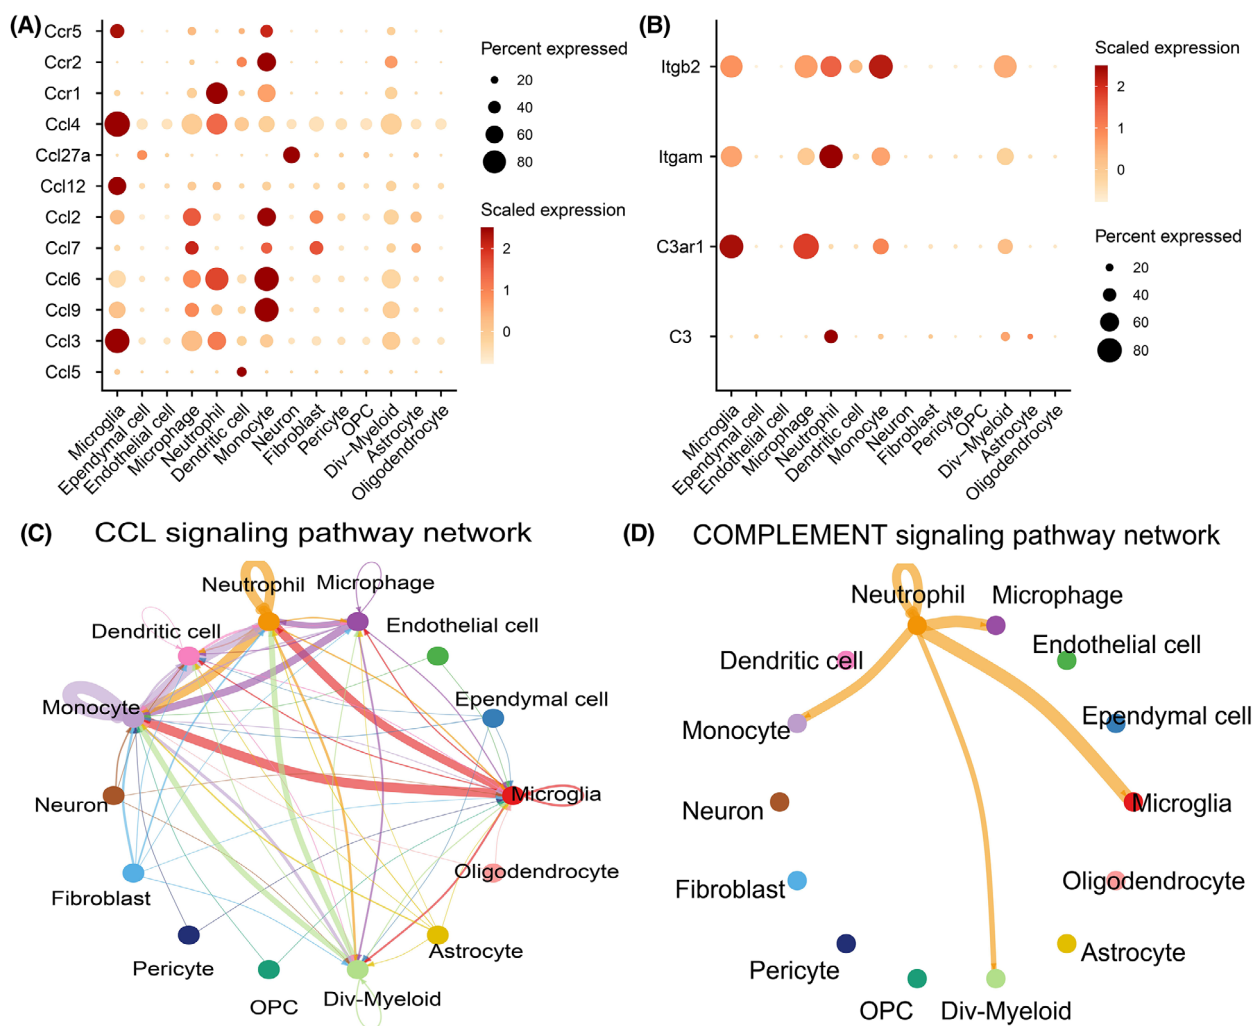 (A)
Ccr5
Ccr2
Ccr1
Ccl4
Ccl27a
Ccl12
Ccl2
Ccl7
Ccl6
Ccl9
Ccl3
Ccl5
Microglia
Ependymal cell
Endothelial cell
Microphage
Neutrophil
Dendritic cell
Monocyte
Neuron
Fibroblast
Pericyte
OPC
Div−Myeloid
Astrocyte
Oligodendrocyte
Percent expressed
20
40
60
80
Scaled expression
2
1
0
(B)
Itgb2
Itgam
C3ar1
C3
Microglia
Ependymal cell
Endothelial cell
Microphage
Neutrophil
Dendritic cell
Monocyte
Neuron
Fibroblast
Pericyte
OPC
Div−Myeloid
Astrocyte
Oligodendrocyte
Scaled expression
2
1
0
Percent expressed
20
40
60
80
(C) CCL signaling pathway network
Neutrophil
Microphage
Dendritic cell
Endothelial cell
Monocyte
Ependymal cell
Neuron
Microglia
Fibroblast
Oligodendrocyte
Pericyte
Astrocyte
OPC
Div-Myeloid
(D) COMPLEMENT signaling pathway network
Neutrophil
Microphage
Dendritic cell
Endothelial cell
Monocyte
Ependymal cell
Neuron
Microglia
Fibroblast
Oligodendrocyte
Pericyte
Astrocyte
OPC
Div-Myeloid